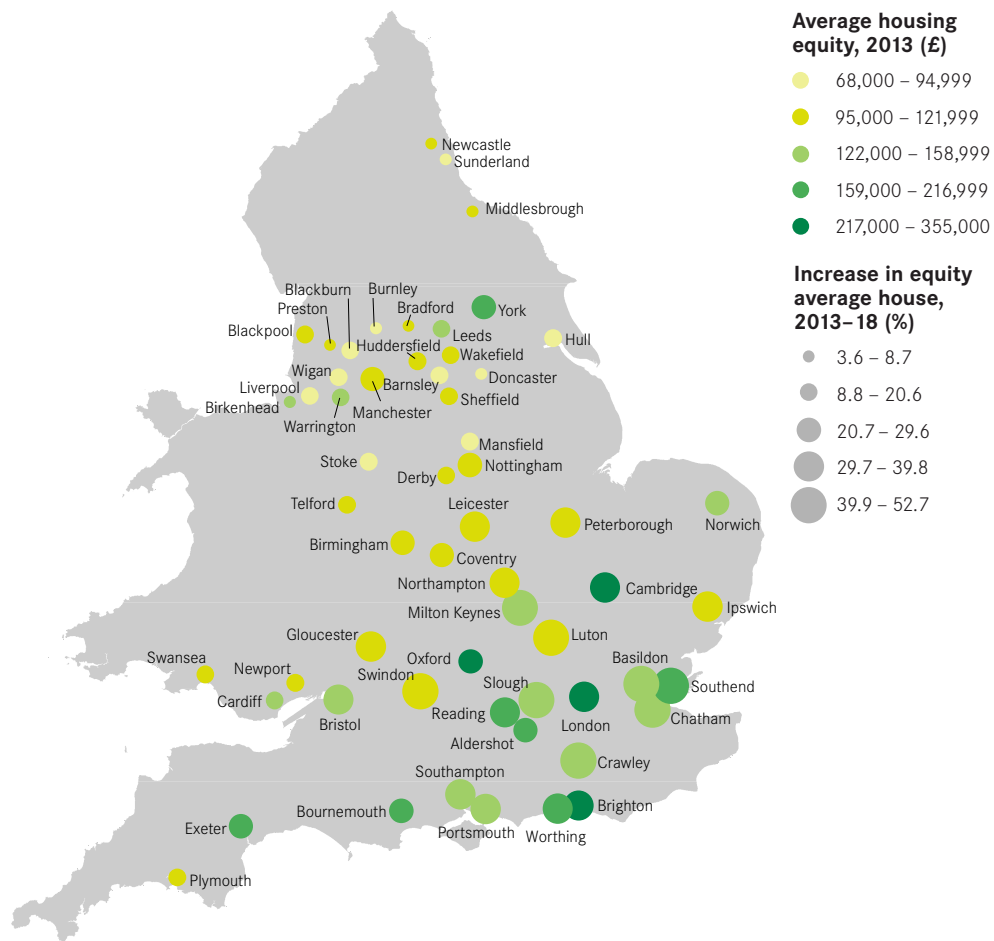 Average housing
equity, 2013 (£)
68,000 – 94,999
95,000 – 121,999
122,000 – 158,999
159,000 – 216,999
217,000 – 355,000
Increase in equity
average house,
2013–18 (%)
3.6 – 8.7
8.8 – 20.6
20.7 – 29.6
29.7 – 39.8
39.9 – 52.7
Newcastle
Sunderland
Middlesbrough
Blackburn
Burnley
Preston
Bradford
York
Blackpool
Leeds
Hull
Huddersfield
Wakefield
Wigan
Barnsley
Doncaster
Liverpool
Birkenhead
Manchester
Sheffield
Warrington
Mansfield
Stoke
Nottingham
Derby
Telford
Leicester
Peterborough
Norwich
Birmingham
Coventry
Northampton
Cambridge
Milton Keynes
Ipswich
Gloucester
Luton
Swansea
Newport
Oxford
Basildon
Swindon
Slough
Southend
Cardiff
Bristol
Reading
London
Chatham
Aldershot
Crawley
Southampton
Bournemouth
Brighton
Portsmouth
Worthing
Exeter
Plymouth